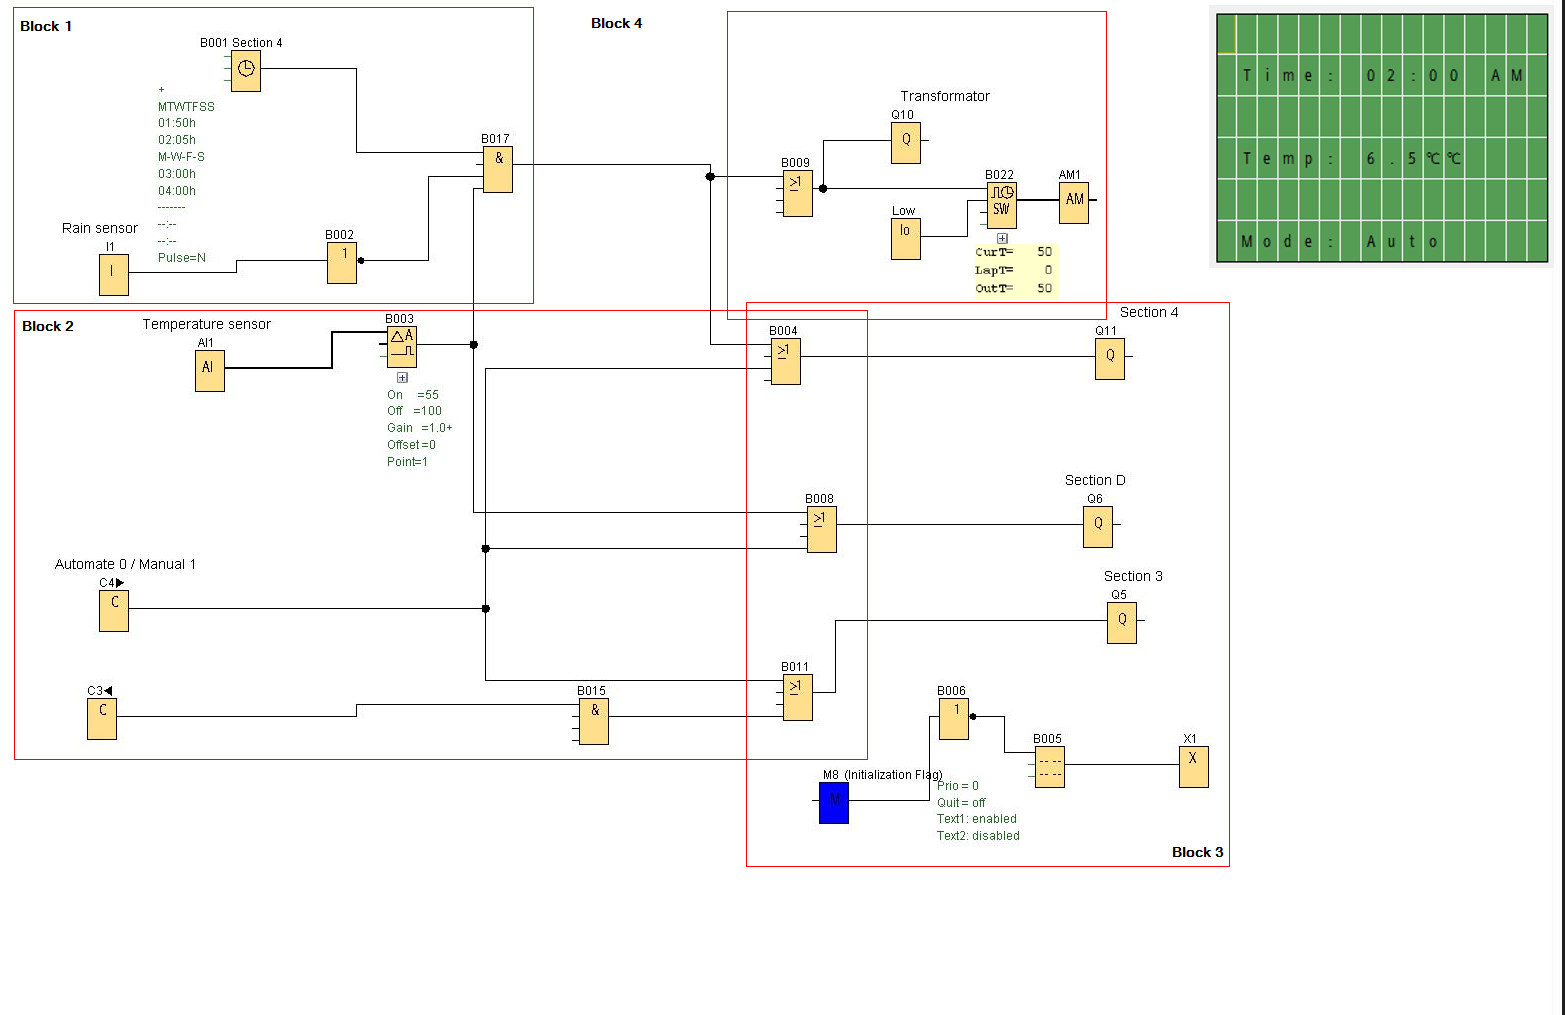 Block 1
B001 Section 4
+
MTWTFSS
01:50h
02:05h
M-W-F-S
03:00h
04:00h
-------
--:--
--:--
Pulse=N
Rain sensor
I1
I
B002
1
B017
&
Block 4
Transformator
Q10
Q
B009
>1
B022
SW
AM1
AM
Low
lo
CurT= 50
LapT= 0
OutT= 50
Time: 02:00 AM
Temp: 6.5℃℃
Mode: Auto
Block 2
Temperature sensor
AI1
AI
B003
A
On =55
Off =100
Gain =1.0+
Offset=0
Point=1
Automate 0 / Manual 1
C4
C
C3
C
B015
&
B004
>1
Section 4
Q11
Q
B008
>1
Section D
Q6
Q
Section 3
Q5
Q
B011
>1
B006
1
B005
X1
X
M8 (Initialization Flag)
M
Prio = 0
Quit = off
Text1: enabled
Text2: disabled
Block 3